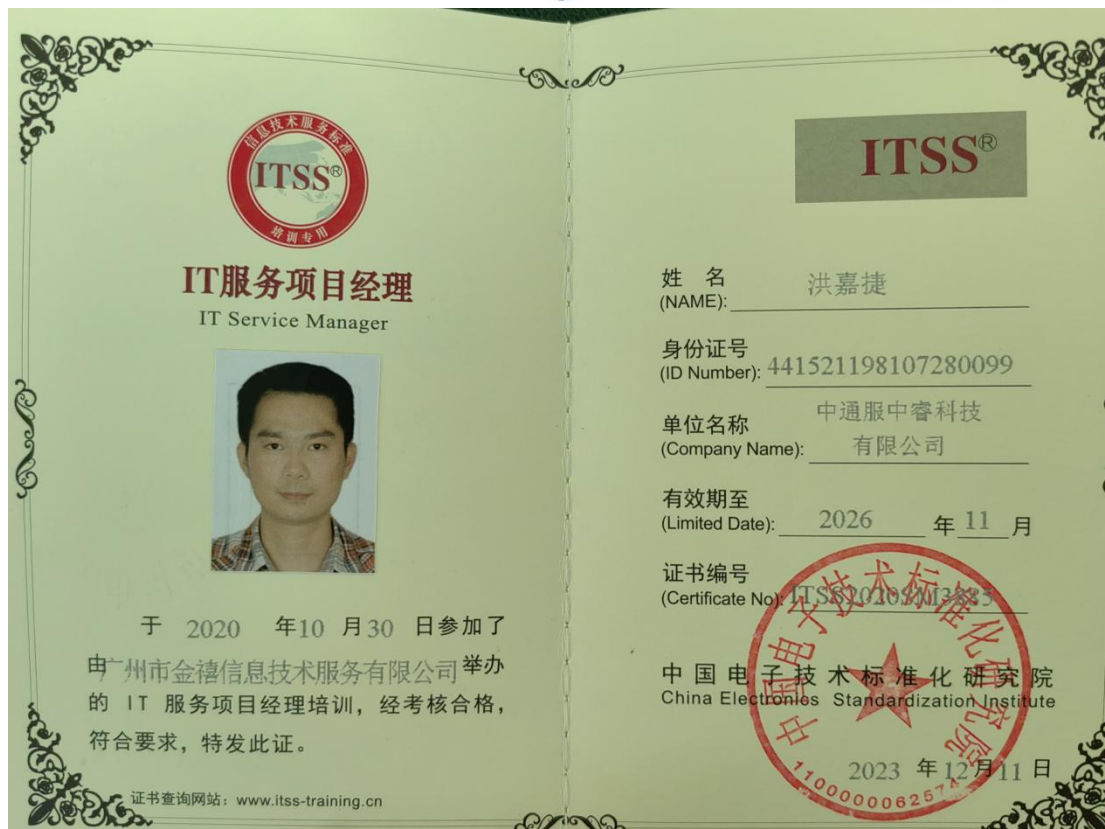 信息技术服务标准
ITSS®
培训专用
IT服务项目经理
IT Service Manager
于 2020 年10 月30 日参加了
由广州市金禧信息技术服务有限公司举办
的 IT 服务项目经理培训，经考核合格，
符合要求，特发此证。
证书查询网站：www.itss-training.cn
ITSS®
姓 名 洪嘉捷
(NAME):
身份证号
(ID Number): 441521198107280099
单位名称 中通服中睿科技
(Company Name): 有限公司
有效期至
(Limited Date): 2026 年 11 月
证书编号
(Certificate No): ITSS2020SM3885
中国电子技术标准化研究院
China Electronics Standardization Institute
2023 年 12月 11 日
中国电子技术标准化研究院
1100000062574